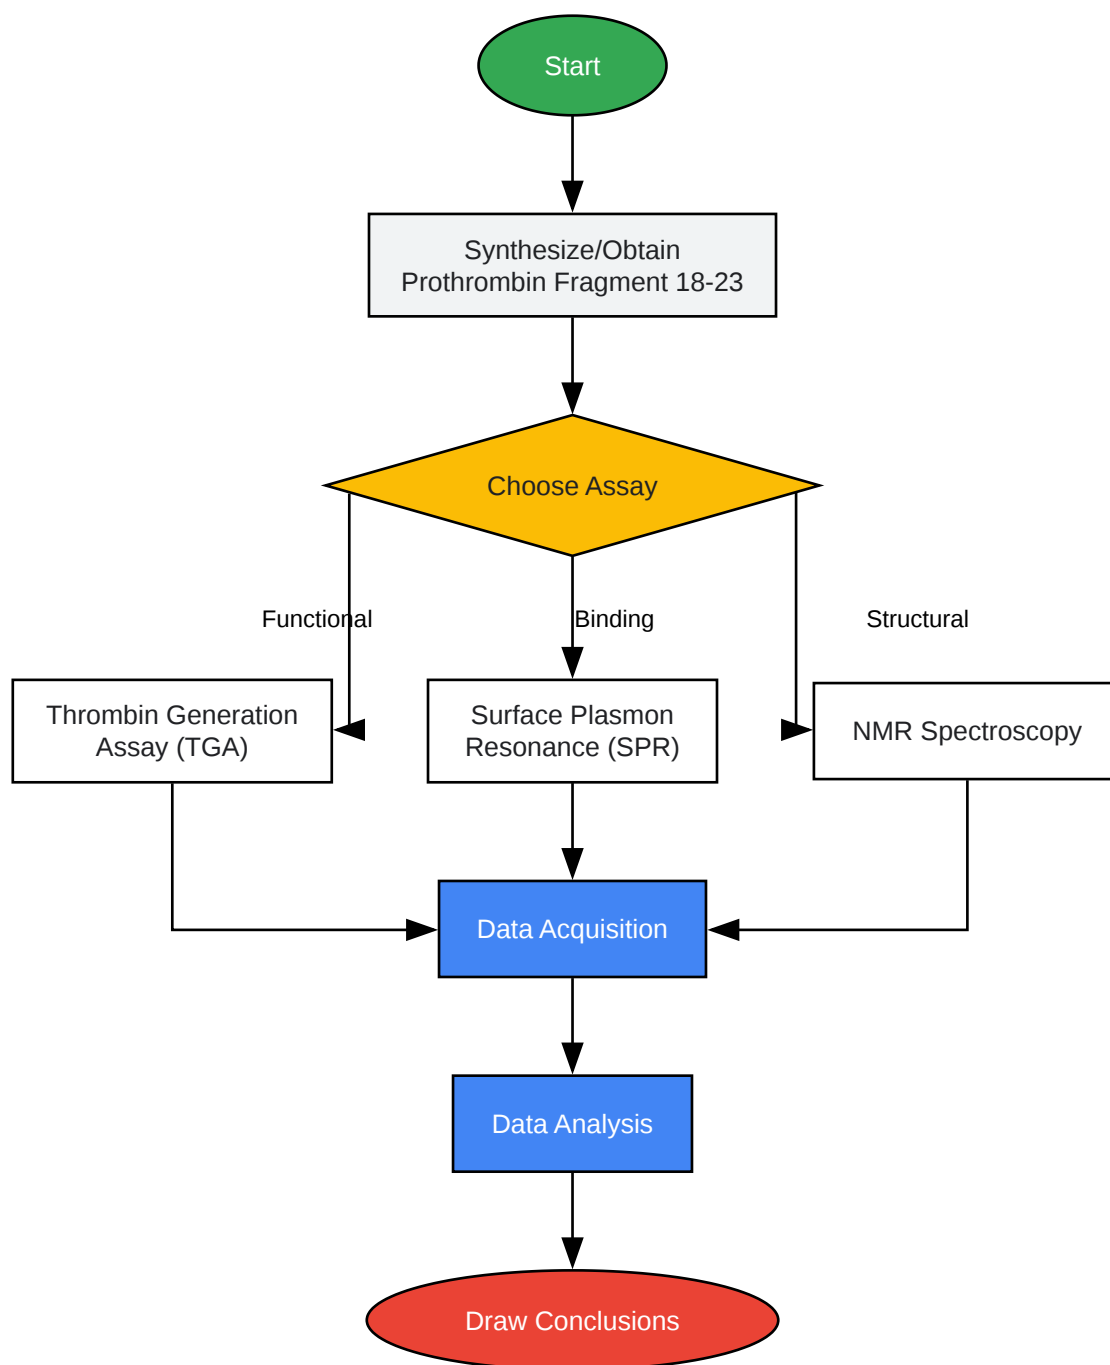 Start
Synthesize/Obtain
Prothrombin Fragment 18-23
Choose Assay
Functional
Binding
Structural
Thrombin Generation
Assay (TGA)
Surface Plasmon
Resonance (SPR)
NMR Spectroscopy
Data Acquisition
Data Analysis
Draw Conclusions